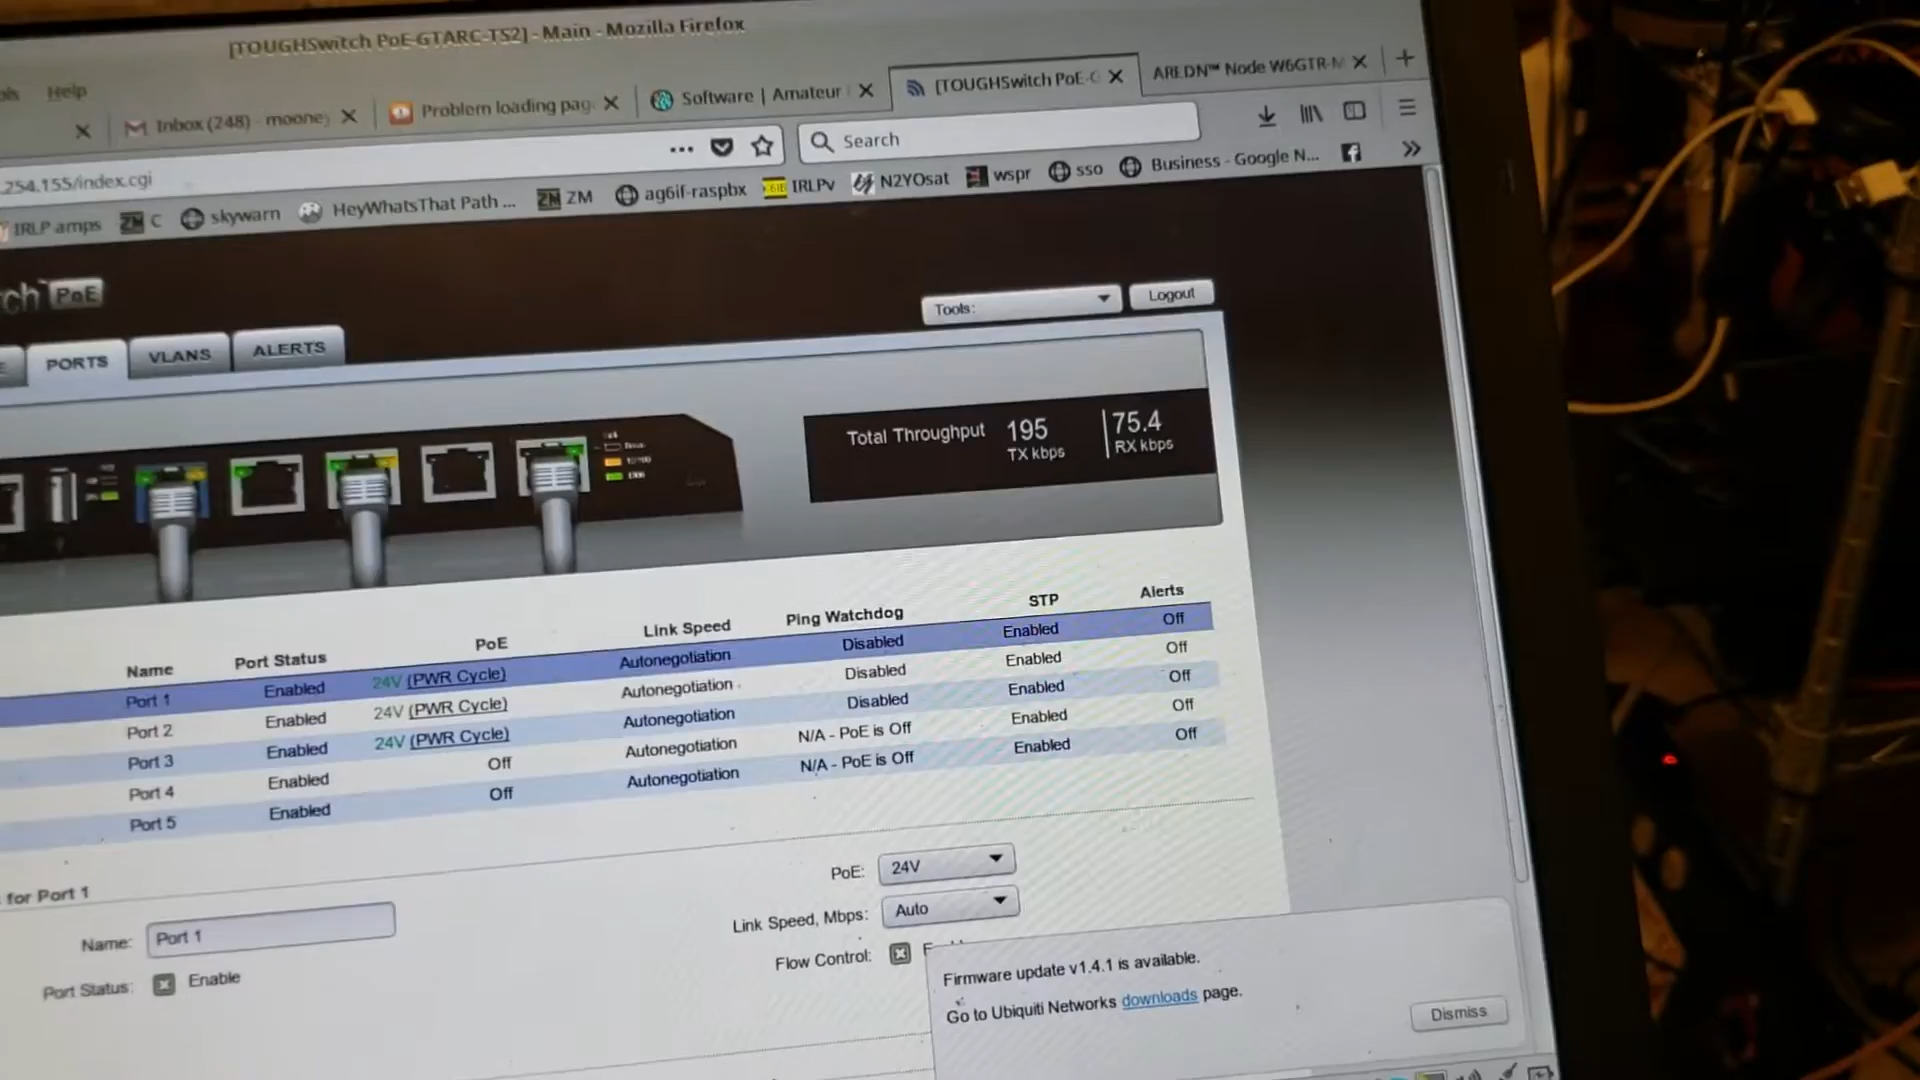 [TOUGHSwitch PoE-GTARC-TS2] - Main - Mozilla Firefox
Help
Inbox (248) - mooney
Problem loading pag
Software | Amateur
[TOUGHSwitch PoE-G
AREDN™ Node W6GTR-M
.254.155/index.cgi
Search
IRLP amps
C
skywarn
HeyWhatsThat Path ...
ZM
ag6if-raspbx
IRLPv
N2YOsat
wspr
sso
Business - Google N...
ch PoE
Tools:
Logout
PORTS
VLANS
ALERTS
Total Throughput
195
TX kbps
75.4
RX kbps
Name Port Status PoE Link Speed Ping Watchdog STP Alerts
Port 1 Enabled 24V (PWR Cycle) Autonegotiation Disabled Enabled Off
Port 2 Enabled 24V (PWR Cycle) Autonegotiation Disabled Enabled Off
Port 3 Enabled 24V (PWR Cycle) Autonegotiation Disabled Enabled Off
Port 4 Enabled Off Autonegotiation N/A - PoE is Off Enabled Off
Port 5 Enabled Off Autonegotiation N/A - PoE is Off Enabled Off
for Port 1
Name: Port 1
Port Status: Enable
PoE: 24V
Link Speed, Mbps: Auto
Flow Control:
Firmware update v1.4.1 is available.
Go to Ubiquiti Networks downloads page.
Dismiss